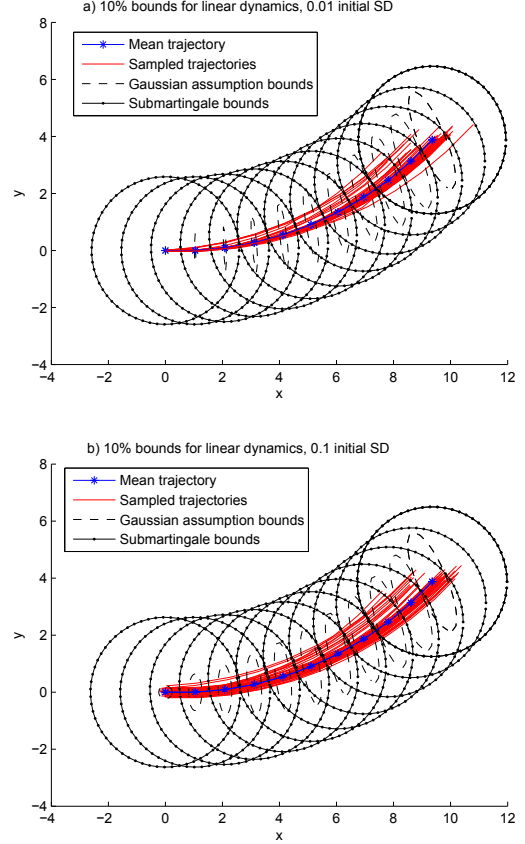 a) 10% bounds for linear dynamics, 0.01 initial SD
8
Mean trajectory
Sampled trajectories
6
Gaussian assumption bounds
Submartingale bounds
4
y
2
0
−2
−4
−4 −2 0 2 4 6 8 10 12
x
b) 10% bounds for linear dynamics, 0.1 initial SD
8
Mean trajectory
Sampled trajectories
6
Gaussian assumption bounds
Submartingale bounds
4
y
2
0
−2
−4
−4 −2 0 2 4 6 8 10 12
x